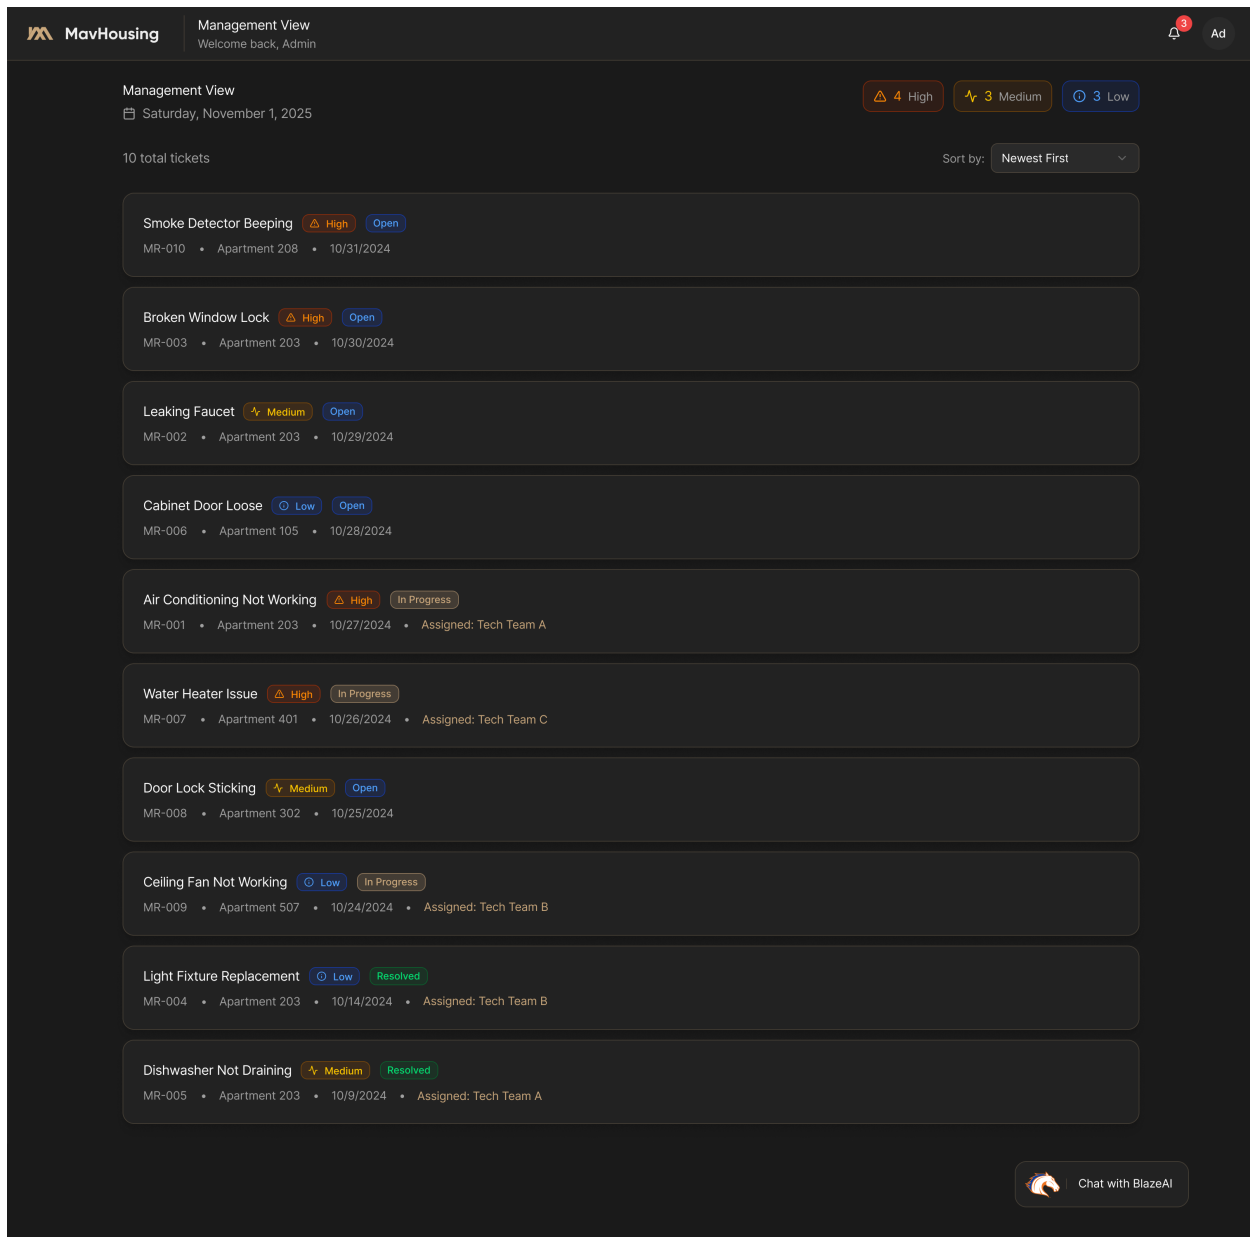 MavHousing
Management View
Welcome back, Admin
3
Ad
Management View
Saturday, November 1, 2025
4 High
3 Medium
3 Low
10 total tickets
Sort by: Newest First
Smoke Detector Beeping High Open
MR-010 • Apartment 208 • 10/31/2024
Broken Window Lock High Open
MR-003 • Apartment 203 • 10/30/2024
Leaking Faucet Medium Open
MR-002 • Apartment 203 • 10/29/2024
Cabinet Door Loose Low Open
MR-006 • Apartment 105 • 10/28/2024
Air Conditioning Not Working High In Progress
MR-001 • Apartment 203 • 10/27/2024 • Assigned: Tech Team A
Water Heater Issue High In Progress
MR-007 • Apartment 401 • 10/26/2024 • Assigned: Tech Team C
Door Lock Sticking Medium Open
MR-008 • Apartment 302 • 10/25/2024
Ceiling Fan Not Working Low In Progress
MR-009 • Apartment 507 • 10/24/2024 • Assigned: Tech Team B
Light Fixture Replacement Low Resolved
MR-004 • Apartment 203 • 10/14/2024 • Assigned: Tech Team B
Dishwasher Not Draining Medium Resolved
MR-005 • Apartment 203 • 10/9/2024 • Assigned: Tech Team A
Chat with BlazeAI